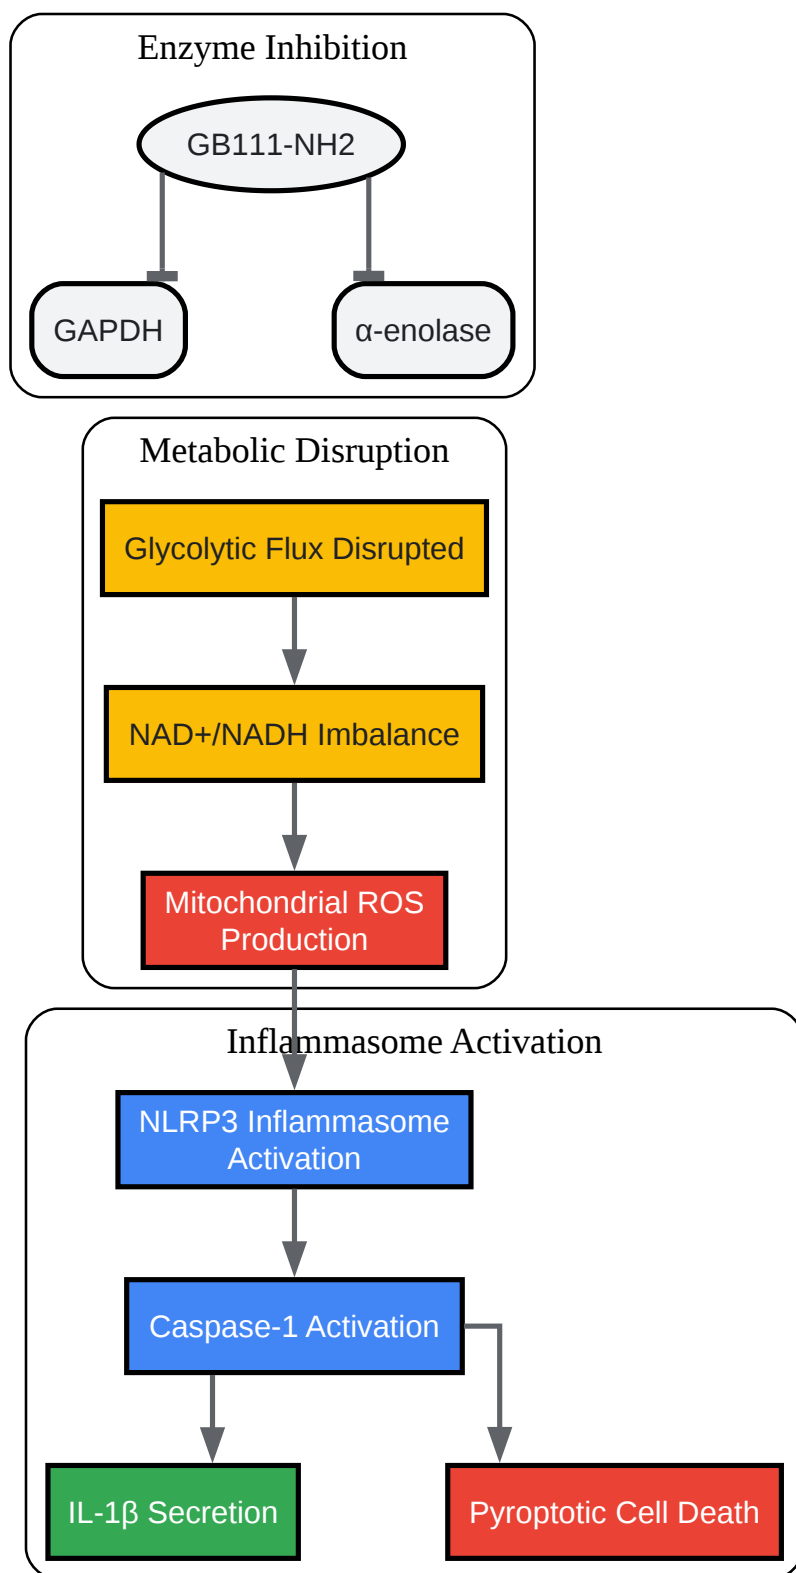 Enzyme Inhibition
GB111-NH2
GAPDH
α-enolase
Metabolic Disruption
Glycolytic Flux Disrupted
NAD+/NADH Imbalance
Mitochondrial ROS
Production
Inflammasome Activation
NLRP3 Inflammasome
Activation
Caspase-1 Activation
IL-1β Secretion
Pyroptotic Cell Death